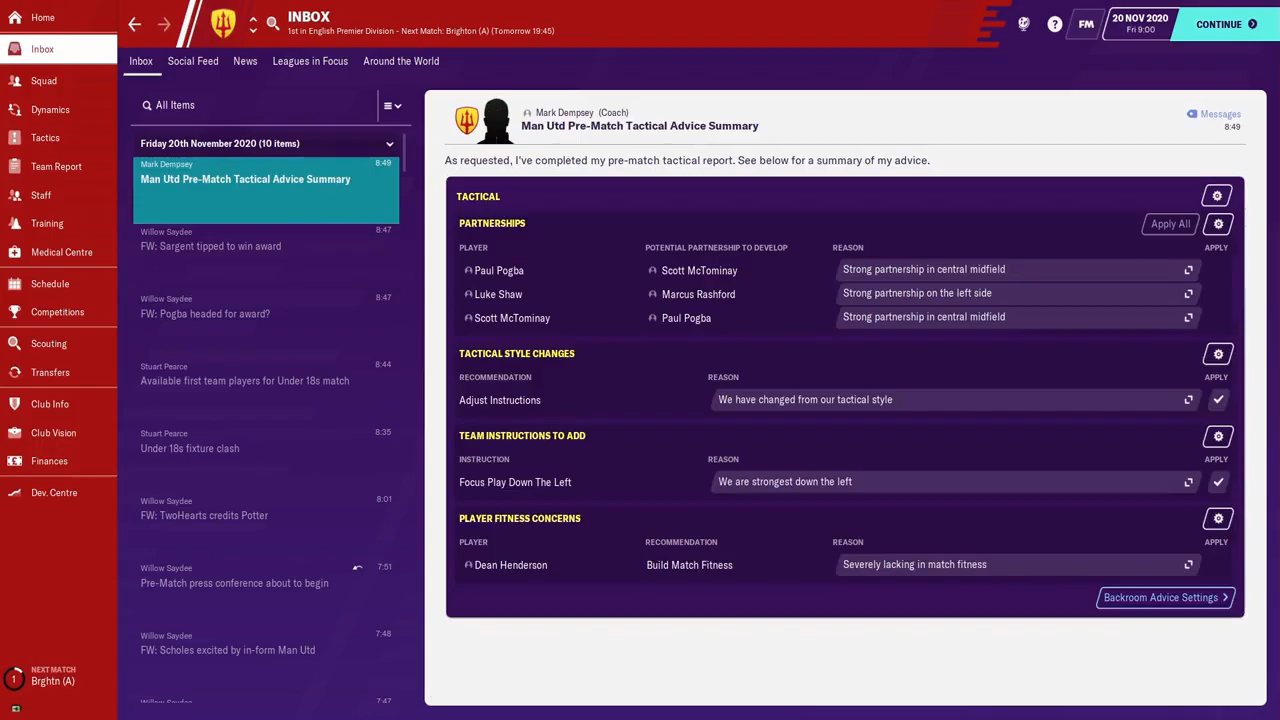 Home
Inbox
Squad
Dynamics
Tactics
Team Report
Staff
Training
Medical Centre
Schedule
Competitions
Scouting
Transfers
Club Info
Club Vision
Finances
Dev. Centre
1
NEXT MATCH
Brghtn (A)
INBOX
1st in English Premier Division - Next Match: Brighton (A) (Tomorrow 19:45)
?
FM
20 NOV 2020
Fri 9:00
CONTINUE
Inbox Social Feed News Leagues in Focus Around the World
All Items
Friday 20th November 2020 (10 items)
Mark Dempsey 8:49
Man Utd Pre-Match Tactical Advice Summary
Willow Saydee 8:47
FW: Sargent tipped to win award
Willow Saydee 8:47
FW: Pogba headed for award?
Stuart Pearce 8:44
Available first team players for Under 18s match
Stuart Pearce 8:35
Under 18s fixture clash
Willow Saydee 8:01
FW: TwoHearts credits Potter
Willow Saydee 7:51
Pre-Match press conference about to begin
Willow Saydee 7:48
FW: Scholes excited by in-form Man Utd
Willow Saydee 7:47
Mark Dempsey (Coach)
Man Utd Pre-Match Tactical Advice Summary
Messages
8:49
As requested, I've completed my pre-match tactical report. See below for a summary of my advice.
TACTICAL
PARTNERSHIPS Apply All
PLAYER POTENTIAL PARTNERSHIP TO DEVELOP REASON APPLY
Paul Pogba Scott McTominay Strong partnership in central midfield
Luke Shaw Marcus Rashford Strong partnership on the left side
Scott McTominay Paul Pogba Strong partnership in central midfield
TACTICAL STYLE CHANGES
RECOMMENDATION REASON APPLY
Adjust Instructions We have changed from our tactical style
TEAM INSTRUCTIONS TO ADD
INSTRUCTION REASON APPLY
Focus Play Down The Left We are strongest down the left
PLAYER FITNESS CONCERNS
PLAYER RECOMMENDATION REASON APPLY
Dean Henderson Build Match Fitness Severely lacking in match fitness
Backroom Advice Settings